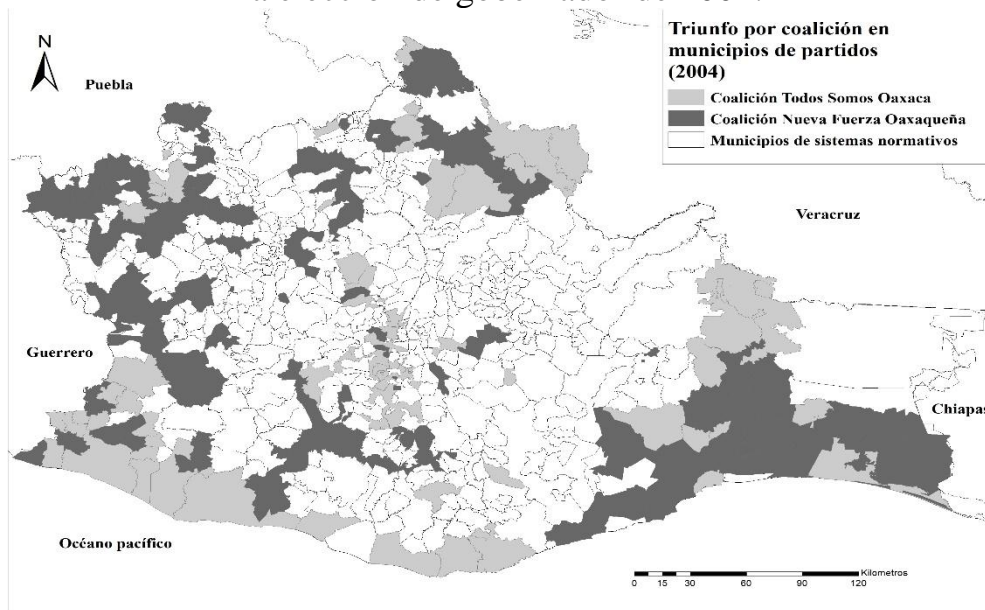 Triunfo por coalición en
municipios de partidos
(2004)
Coalición Todos Somos Oaxaca
Coalición Nueva Fuerza Oaxaqueña
Municipios de sistemas normativos
N
Puebla
Veracruz
Guerrero
Chiapas
Océano pacífico
Kilometros
0 15 30 60 90 120